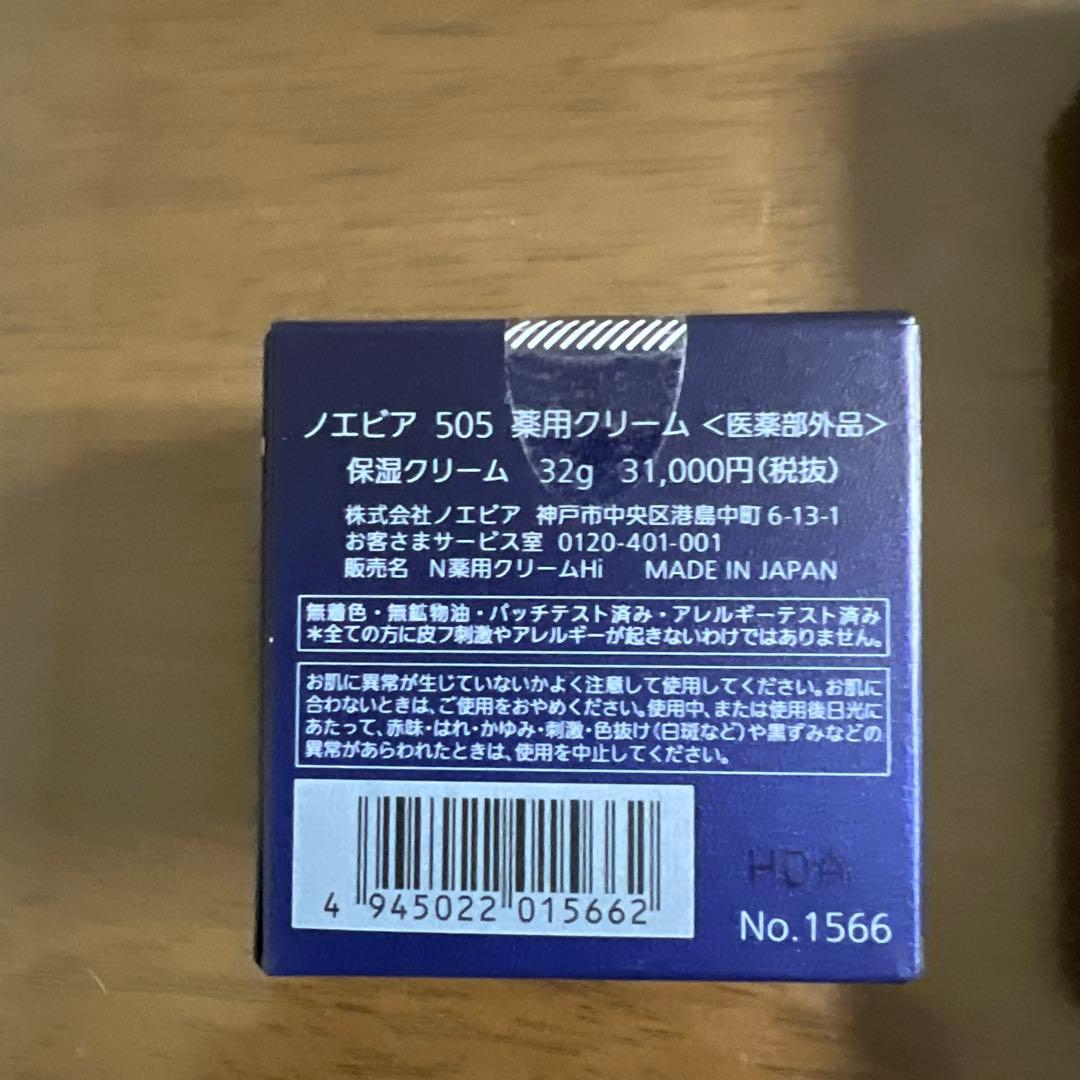 ノエビア 505 薬用クリーム <医薬部外品>
保湿クリーム 32g 31,000円(税抜)
株式会社ノエビア 神戸市中央区港島中町 6-13-1
お客さまサービス室 0120-401-001
販売名 N薬用クリームHi MADE IN JAPAN
無着色・無鉱物油・パッチテスト済み・アレルギーテスト済み
*全ての方に皮フ刺激やアレルギーが起きないわけではありません。
お肌に異常が生じていないかよく注意して使用してください。お肌に
合わないときは、ご使用をおやめください。使用中、または使用後日光に
あたって、赤味・はれ・かゆみ・刺激・色抜け(白斑など)や黒ずみなどの
異常があらわれたときは、使用を中止してください。
4 945022 015662
No.1566